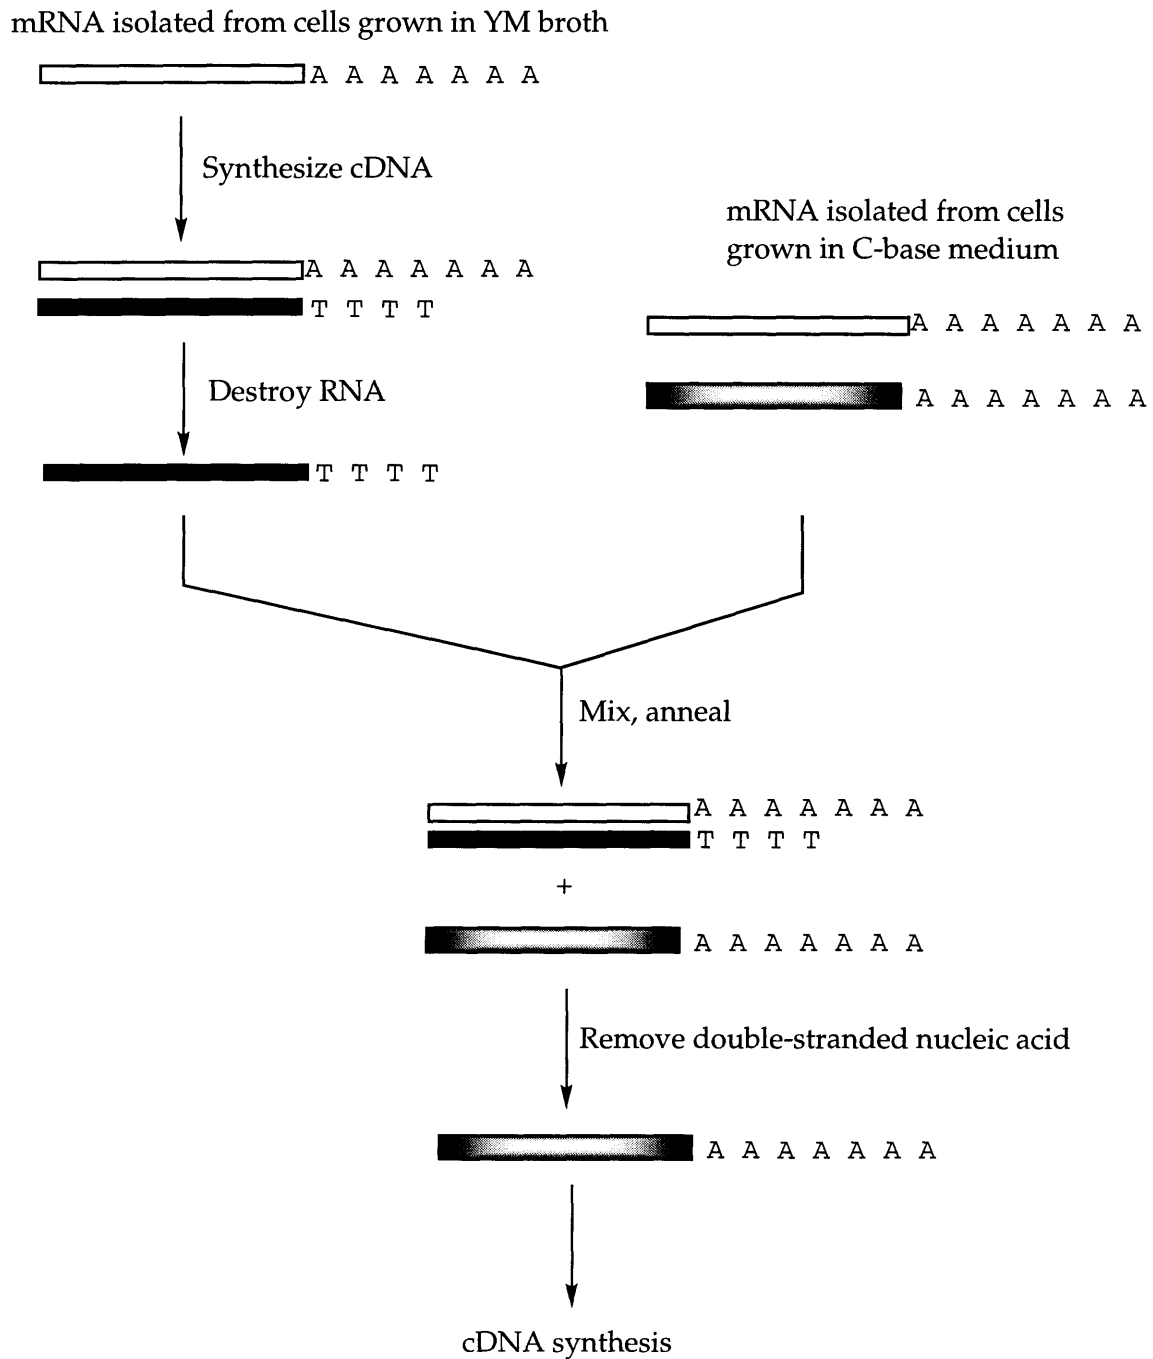 mRNA isolated from cells grown in YM broth
A A A A A A A
Synthesize cDNA
mRNA isolated from cells
grown in C-base medium
A A A A A A A
T T T T
A A A A A A A
Destroy RNA
A A A A A A A
T T T T
Mix, anneal
A A A A A A A
T T T T
+
A A A A A A A
Remove double-stranded nucleic acid
A A A A A A A
cDNA synthesis